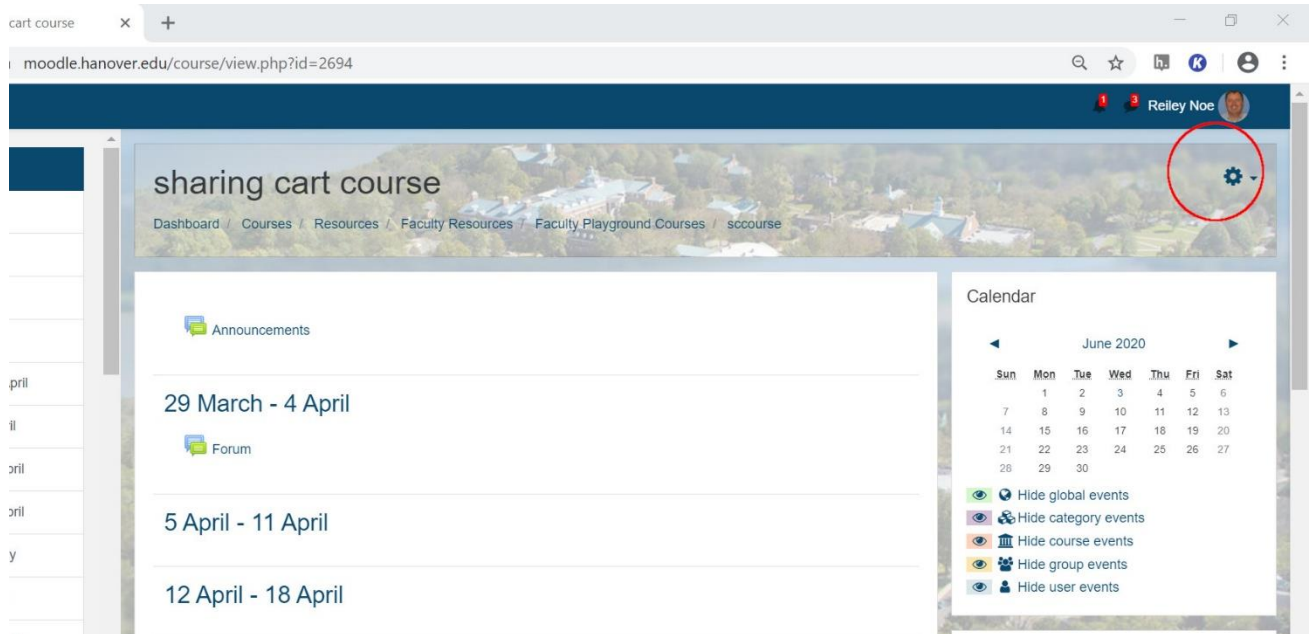 cart course
moodle.hanover.edu/course/view.php?id=2694
h.
K
1 3 Reiley Noe
sharing cart course
Dashboard / Courses / Resources / Faculty Resources / Faculty Playground Courses / sccourse
Announcements
29 March - 4 April
Forum
5 April - 11 April
12 April - 18 April
Calendar
June 2020
Sun Mon Tue Wed Thu Fri Sat
1 2 3 4 5 6
7 8 9 10 11 12 13
14 15 16 17 18 19 20
21 22 23 24 25 26 27
28 29 30
Hide global events
Hide category events
Hide course events
Hide group events
Hide user events